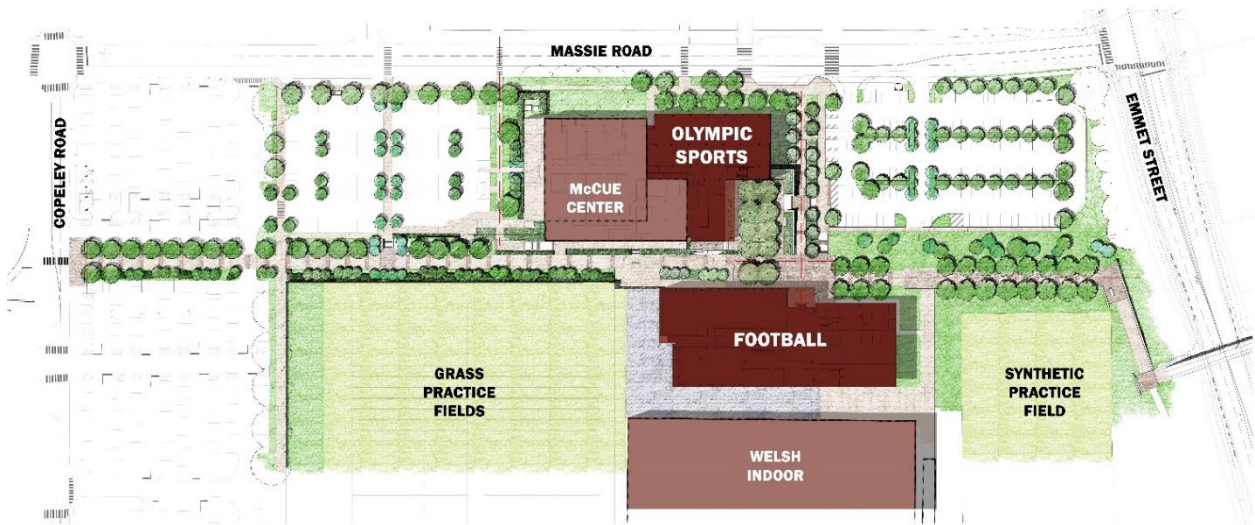 MASSIE ROAD
COPELEY ROAD
EMMET STREET
OLYMPIC
SPORTS
McCUE
CENTER
FOOTBALL
GRASS
PRACTICE
FIELDS
SYNTHETIC
PRACTICE
FIELD
WELSH
INDOOR